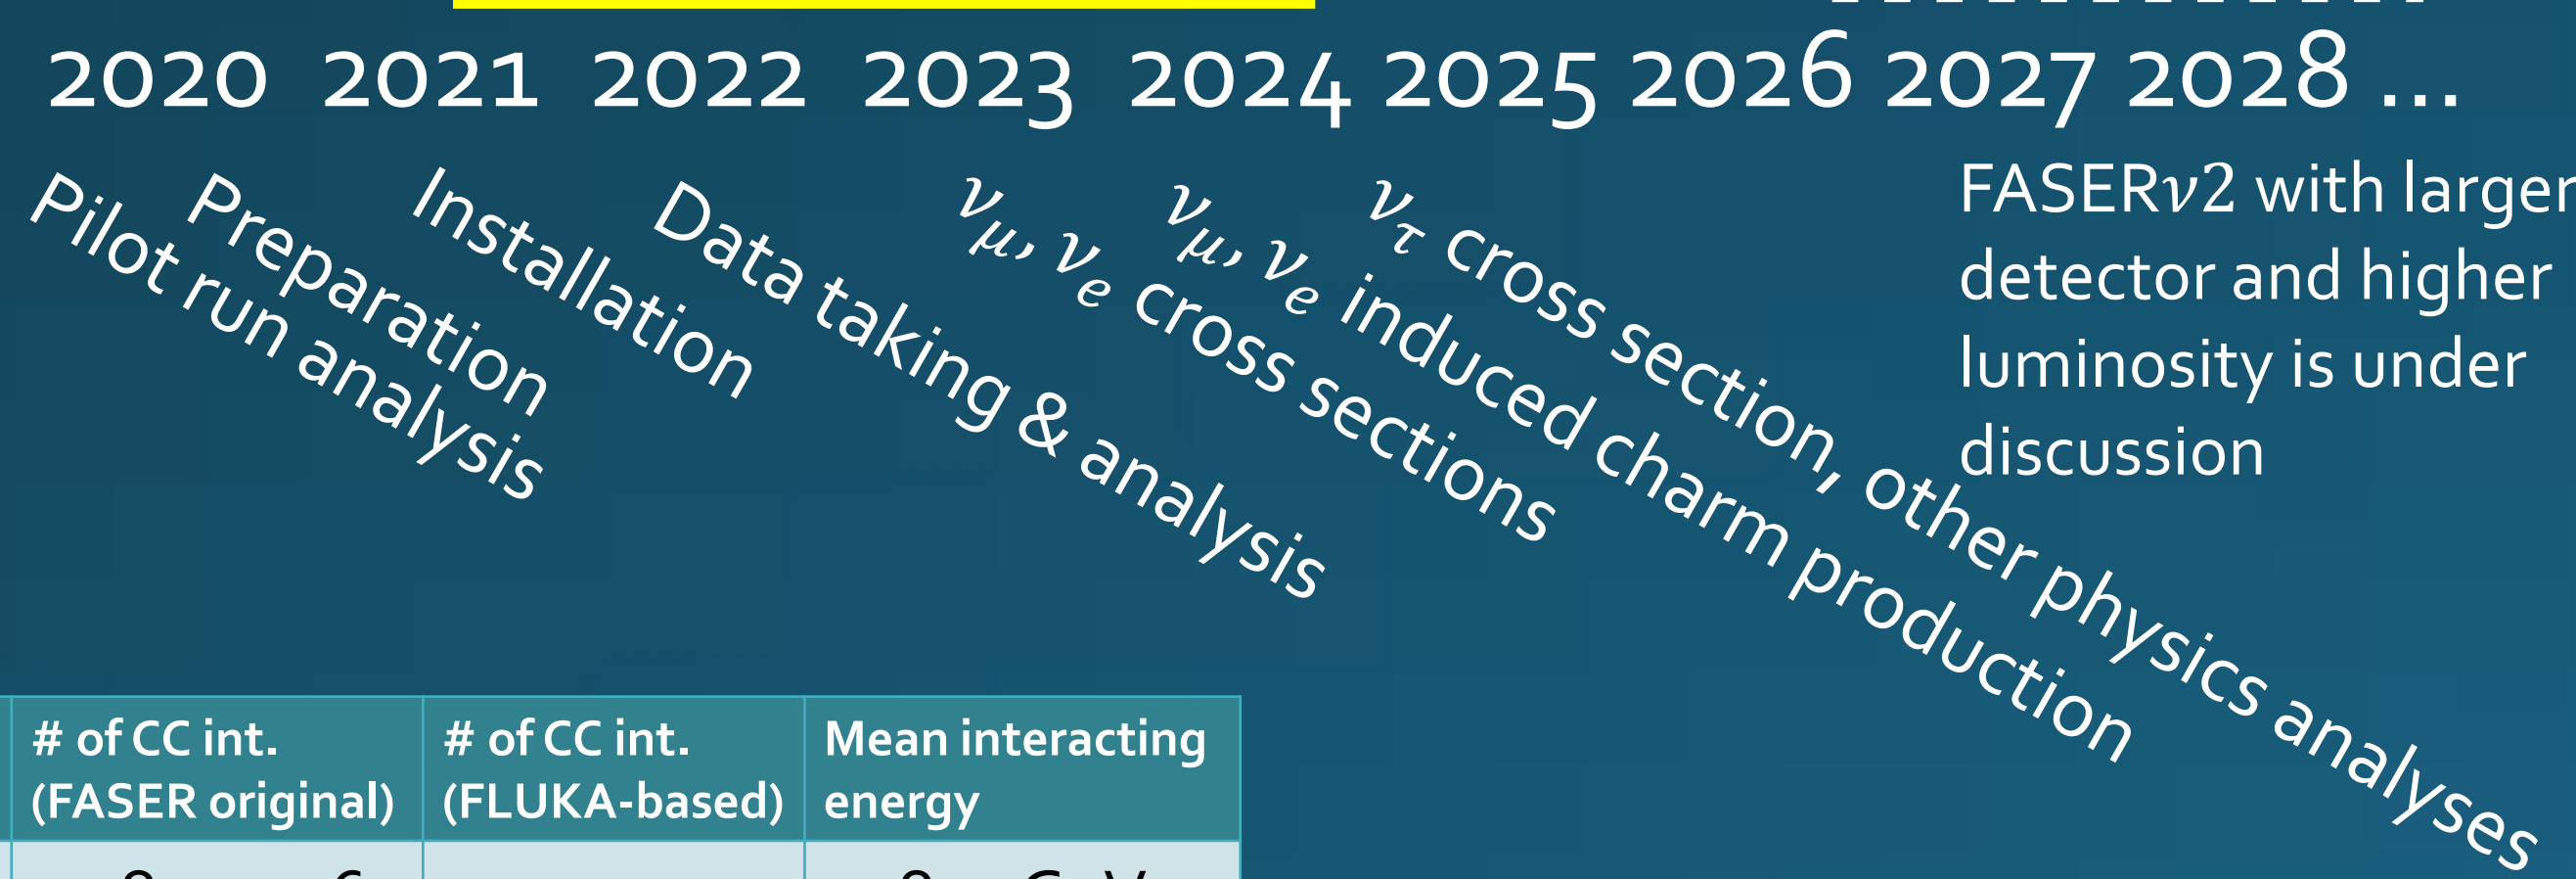 2020 2021 2022 2023 2024 2025 2026 2027 2028 ...
Pilot run analysis
Preparation
Installation
Data taking & analysis
νμ, νe cross sections
νμ, νe induced charm production
ντ cross section, other physics analyses
FASERν2 with larger
detector and higher
luminosity is under
discussion
# of CC int.
(FASER original)
# of CC int.
(FLUKA-based)
Mean interacting
energy
GeV